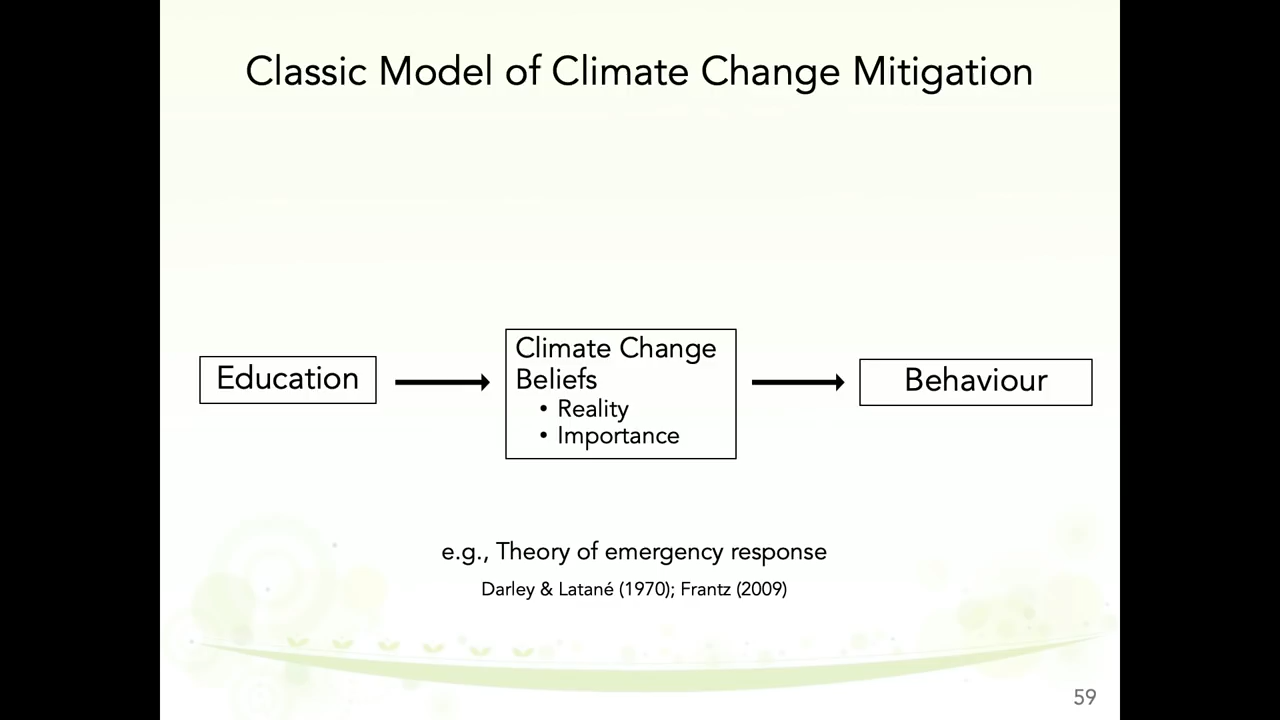 Classic Model of Climate Change Mitigation
Education
Climate Change
Beliefs
• Reality
• Importance
Behaviour
e.g., Theory of emergency response
Darley & Latané (1970); Frantz (2009)
59